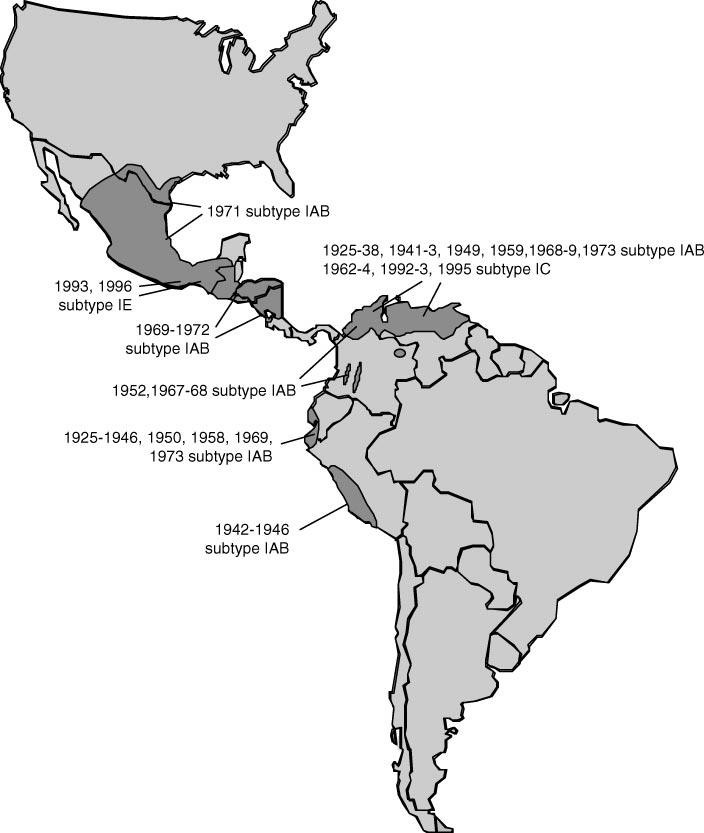 1971 subtype IAB
1925-38, 1941-3, 1949, 1959,1968-9,1973 subtype IAB
1962-4, 1992-3, 1995 subtype IC
1993, 1996
subtype IE
1969-1972
subtype IAB
1952,1967-68 subtype IAB
1925-1946, 1950, 1958, 1969,
1973 subtype IAB
1942-1946
subtype IAB